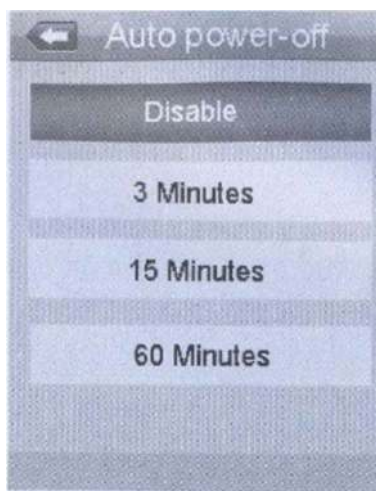 Auto power-off
Disable
3 Minutes
15 Minutes
60 Minutes